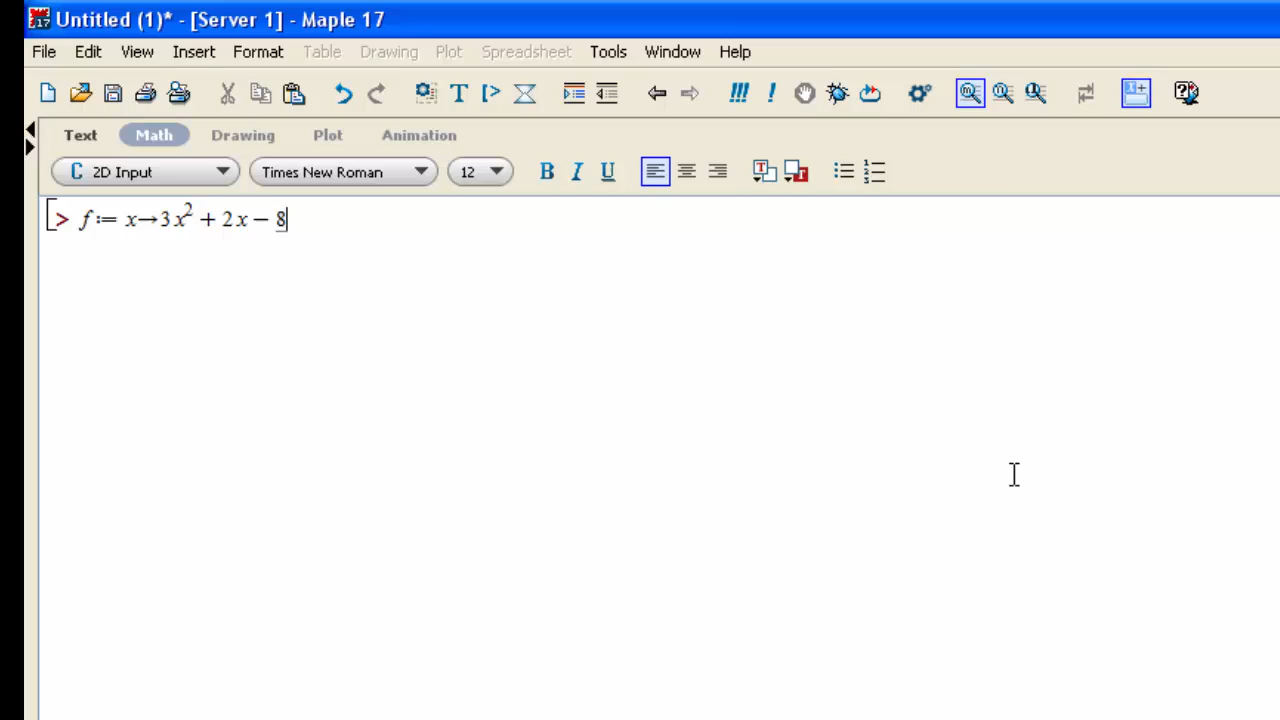 Untitled (1)* - [Server 1] - Maple 17
File Edit View Insert Format Table Drawing Plot Spreadsheet Tools Window Help
Text Math Drawing Plot Animation
C 2D Input Times New Roman 12 B I U
> f := x→3x² + 2x − 8